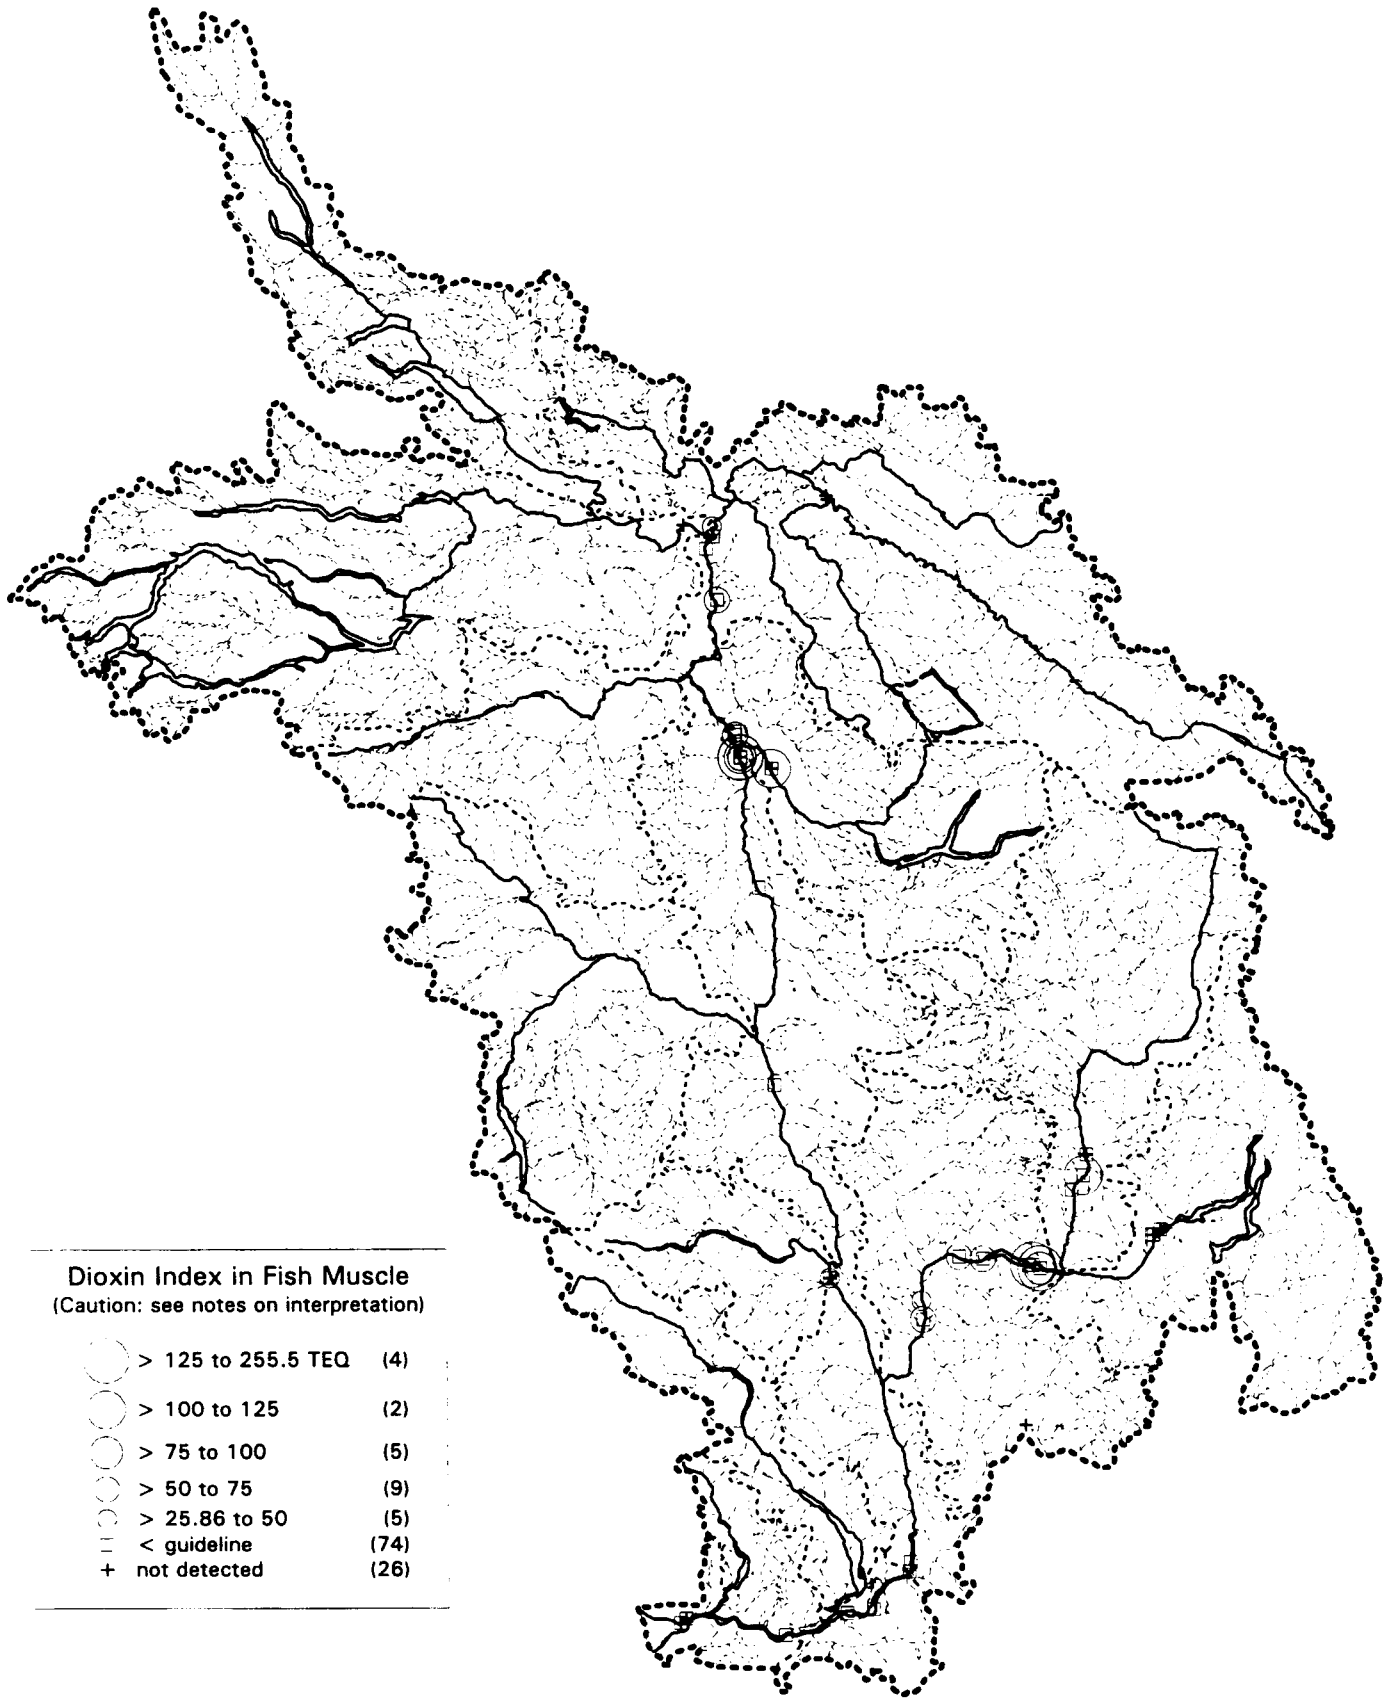 Dioxin Index in Fish Muscle
(Caution: see notes on interpretation)
> 125 to 255.5 TEQ (4)
> 100 to 125 (2)
> 75 to 100 (5)
> 50 to 75 (9)
> 25.86 to 50 (5)
< guideline (74)
+ not detected (26)